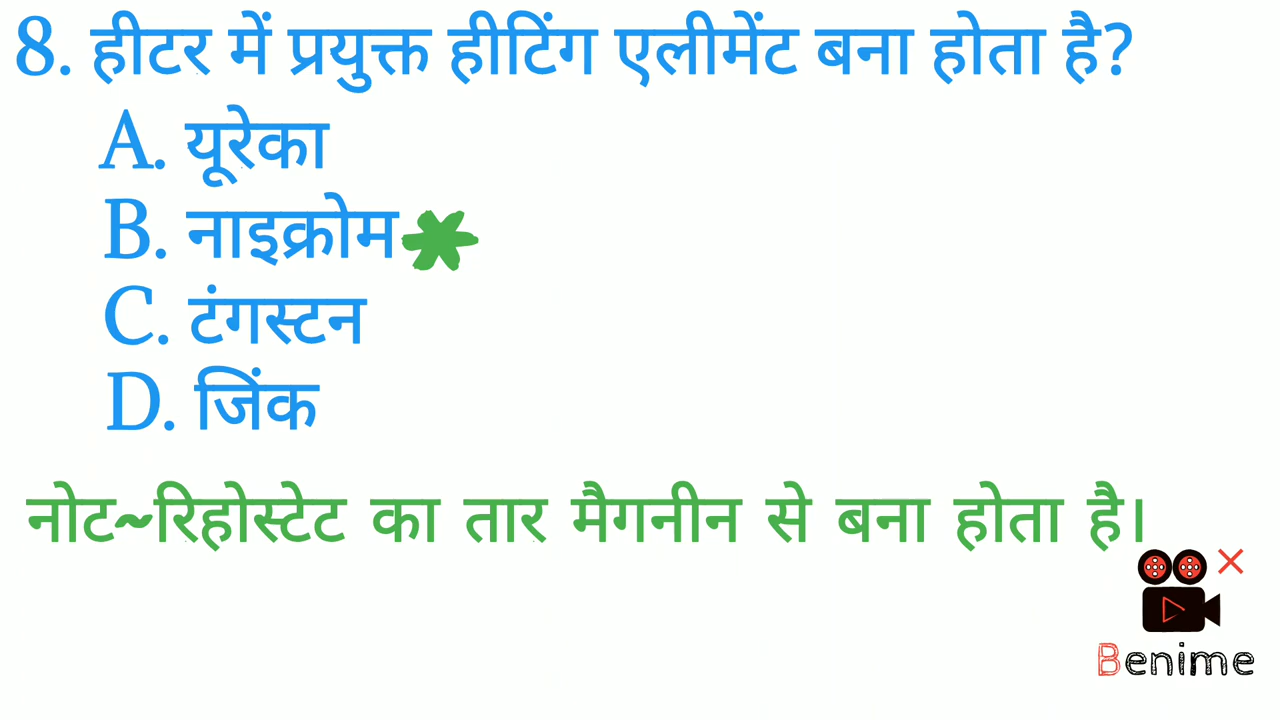 8. हीटर में प्रयुक्त हीटिंग एलीमेंट बना होता है?
A. यूरेका
B. नाइक्रोम
C. टंगस्टन
D. जिंक
नोट~रिहोस्टेट का तार मैगनीन से बना होता है।
Benime